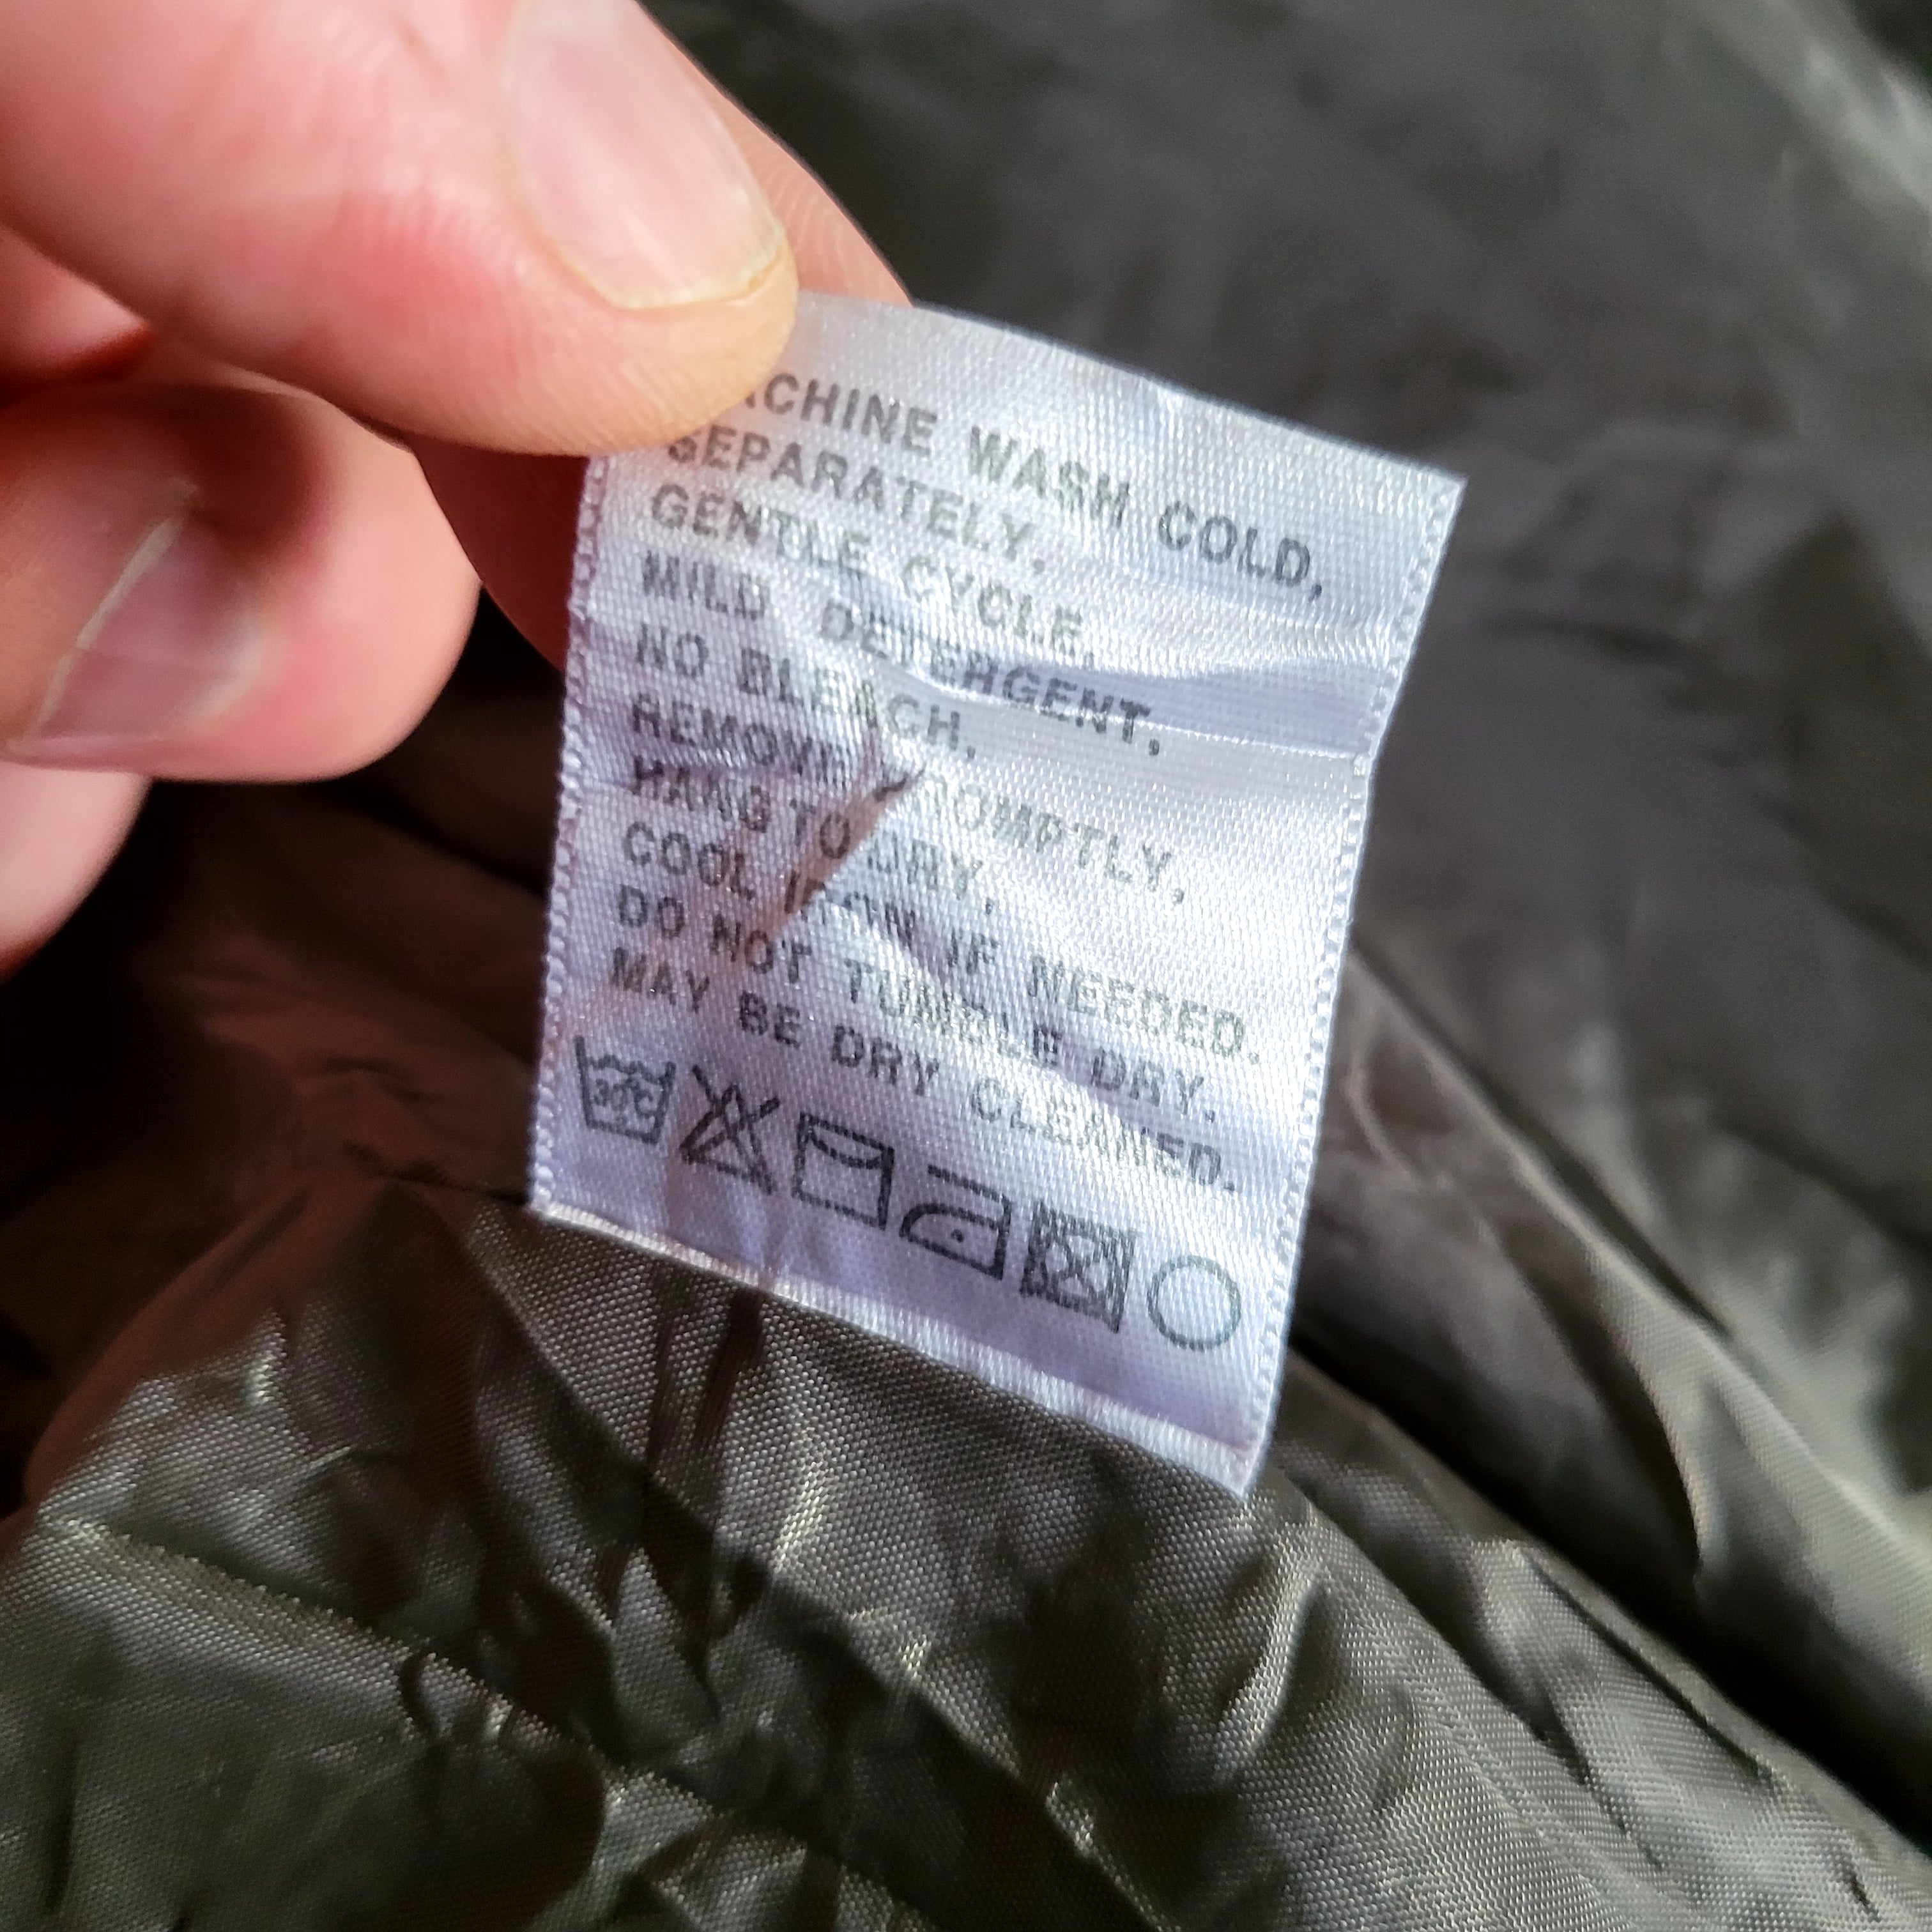 MACHINE WASH COLD,
SEPARATELY.
GENTLE CYCLE,
MILD DETERGENT,
NO BLEACH,
REMOVE PROMPTLY,
HANG TO DRY,
COOL IRON IF NEEDED.
DO NOT TUMBLE DRY.
MAY BE DRY CLEANED.
30°C